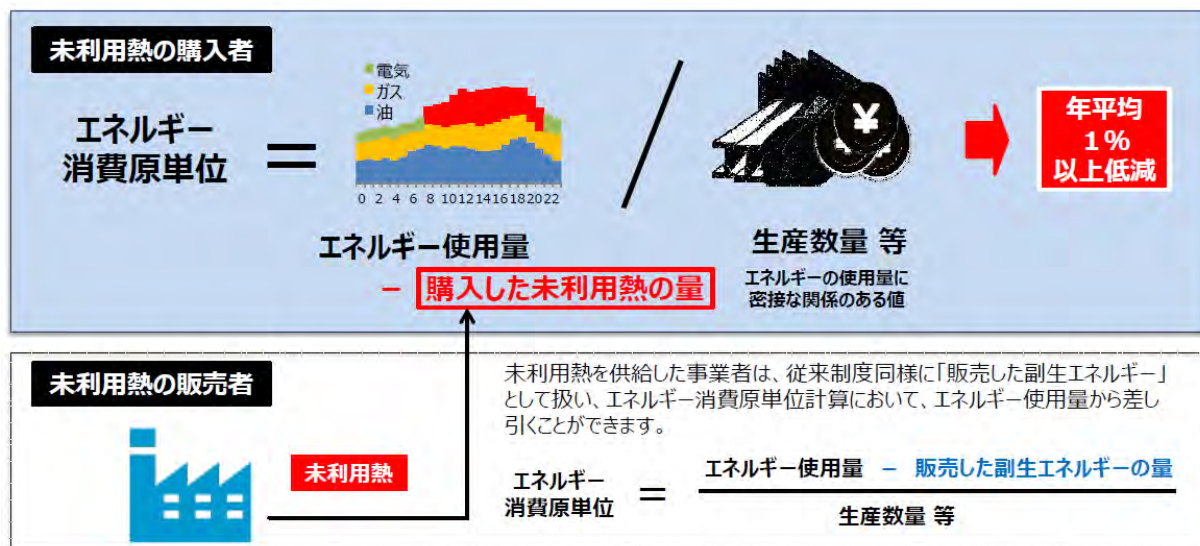 未利用熱の購入者
エネルギー
消費原単位
=
電気
ガス
油
0 2 4 6 8 10 12 14 16 18 20 22
エネルギー使用量
- 購入した未利用熱の量
/
¥
生産数量 等
エネルギーの使用量に
密接な関係のある値
年平均
1%
以上低減
未利用熱の販売者
未利用熱
未利用熱を供給した事業者は、従来制度同様に「販売した副生エネルギー」
として扱い、エネルギー消費原単位計算において、エネルギー使用量から差し
引くことができます。
エネルギー
消費原単位
=
エネルギー使用量 - 販売した副生エネルギーの量
生産数量 等